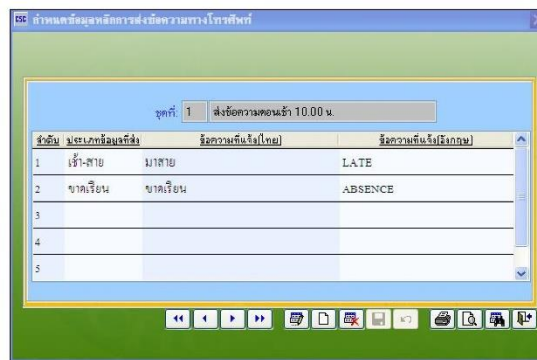 CSC กำหนดข้อมูลหลักการส่งข้อความทางโทรศัพท์
ชุดที่: 1 ส่งข้อความตอนเช้า 10.00 น.
ลำดับ ประเภทข้อมูลที่ส่ง ข้อความที่แจ้ง(ไทย) ข้อความที่แจ้ง(อังกฤษ)
1 เช้า-สาย มาสาย LATE
2 ขาดเรียน ขาดเรียน ABSENCE
3
4
5